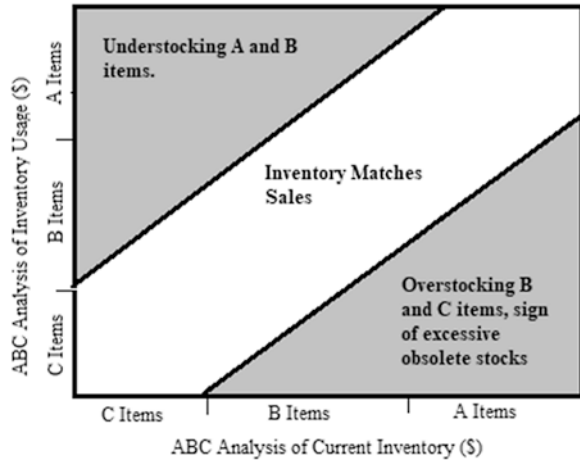 Understocking A and B
items.
Inventory Matches
Sales
Overstocking B
and C items, sign
of excessive
obsolete stocks
ABC Analysis of Inventory Usage ($)
A Items
B Items
C Items
C Items
B Items
A Items
ABC Analysis of Current Inventory ($)